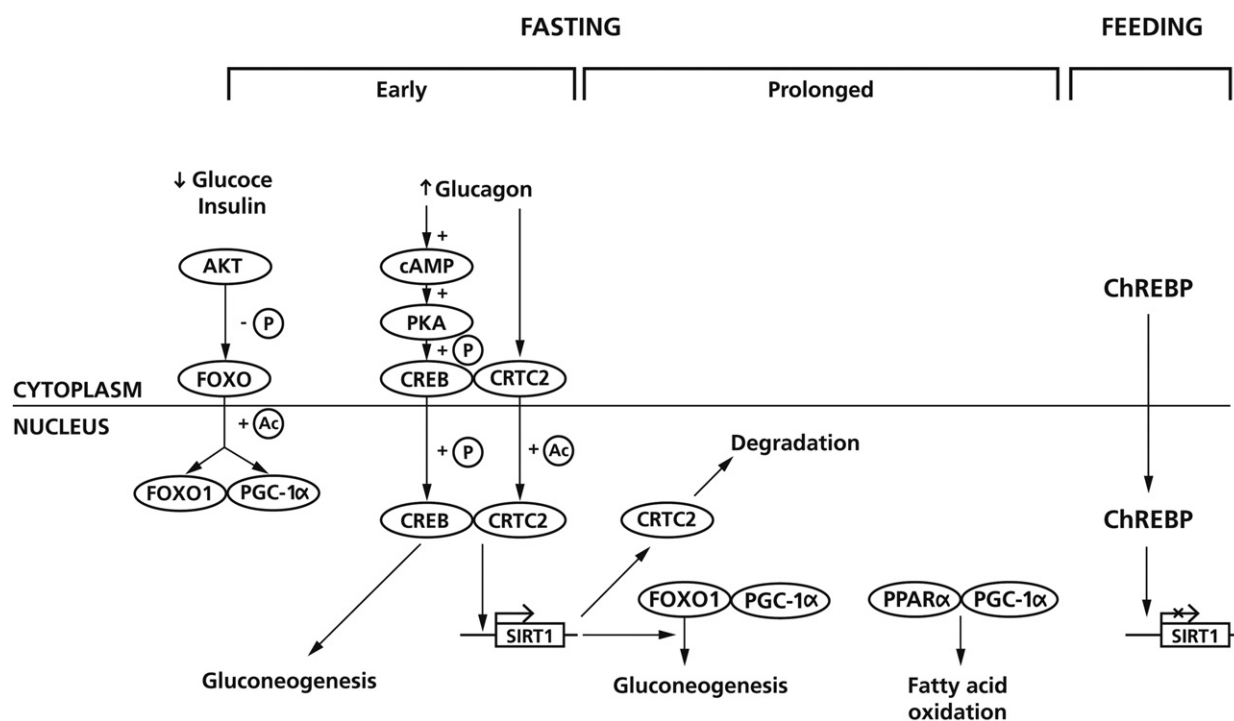 FASTING
FEEDING
Early
Prolonged
↓ Glucoce
Insulin
↑ Glucagon
+
AKT
cAMP
+
ChREBP
- P
PKA
+ P
FOXO
CREB
CRTC2
CYTOPLASM
NUCLEUS
+ Ac
+ P
+ Ac
Degradation
FOXO1
PGC-1α
CREB
CRTC2
CRTC2
ChREBP
FOXO1
PGC-1α
PPARα
PGC-1α
SIRT1
SIRT1
Gluconeogenesis
Gluconeogenesis
Fatty acid
oxidation